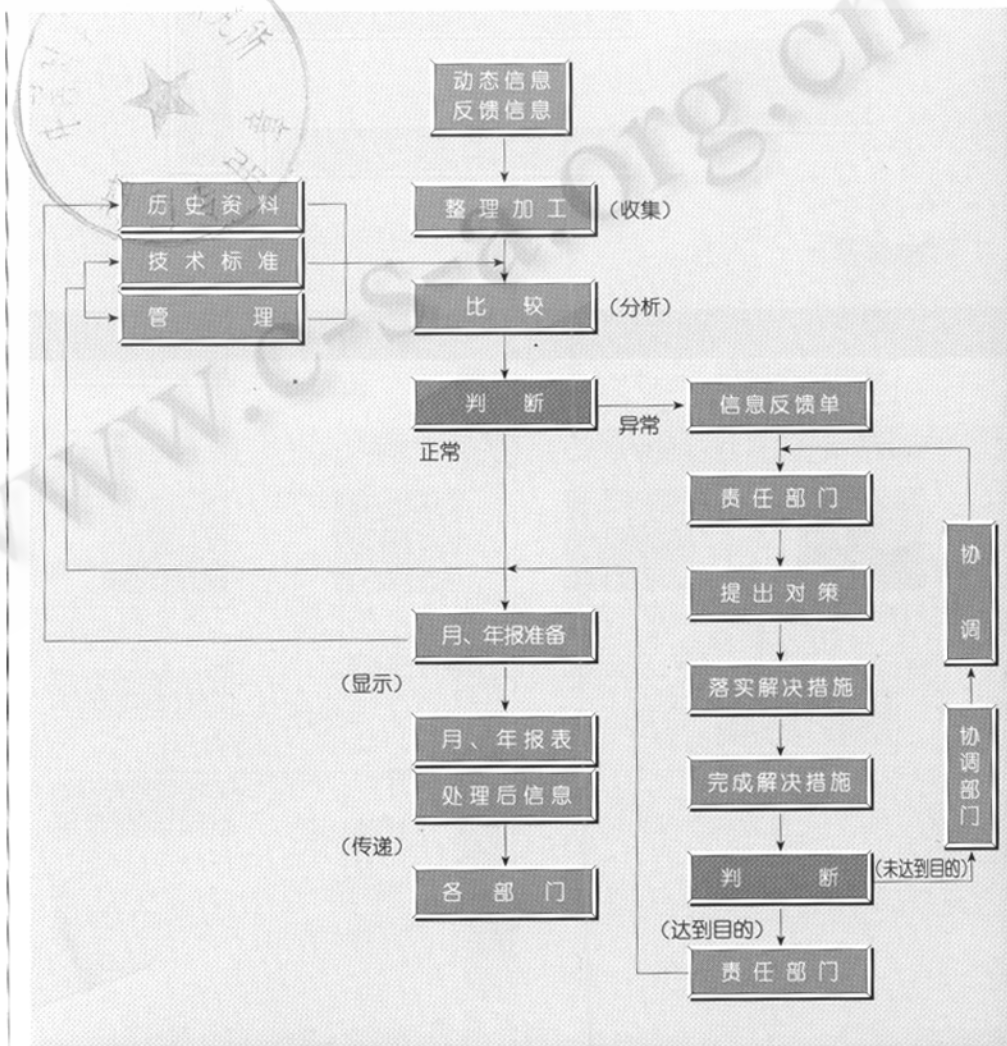 动态信息
反馈信息
历史资料
整理加工
(收集)
技术标准
管理
比较
(分析)
判断
异常
信息反馈单
正常
责任部门
提出对策
协调
月、年报准备
(显示)
落实解决措施
月、年报表
协调部门
处理后信息
完成解决措施
(传递)
各部门
判断
(未达到目的)
(达到目的)
责任部门
www.c-s-a.org.cn